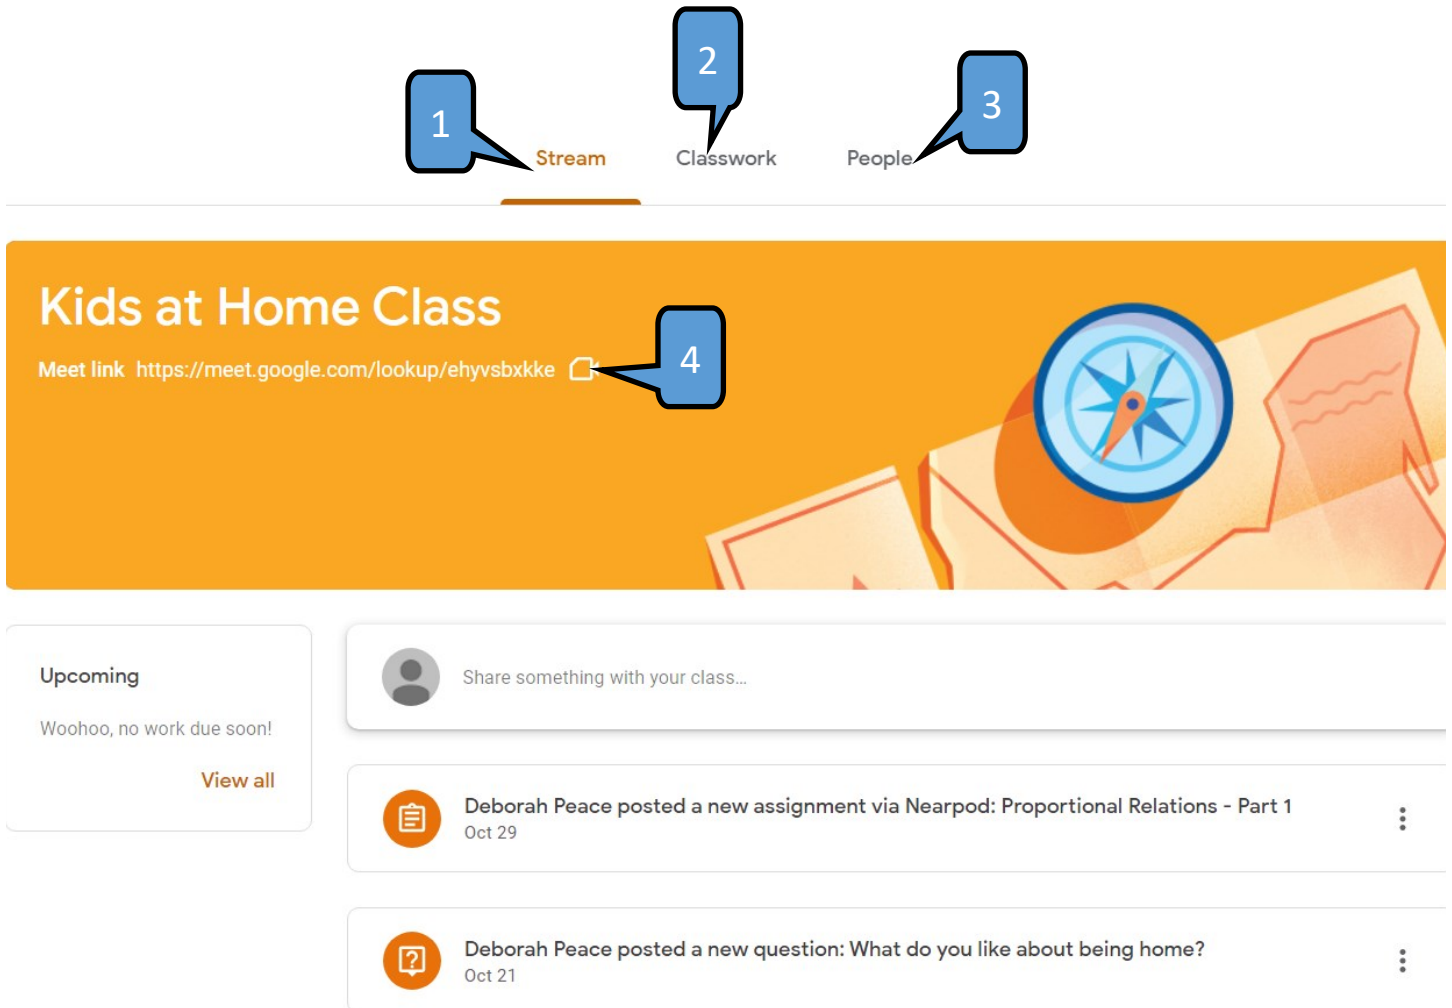 1
2
3
Stream Classwork People
Kids at Home Class
Meet link https://meet.google.com/lookup/ehyvsbxkke
4
Upcoming
Woohoo, no work due soon!
View all
Share something with your class...
Deborah Peace posted a new assignment via Nearpod: Proportional Relations - Part 1
Oct 29
Deborah Peace posted a new question: What do you like about being home?
Oct 21